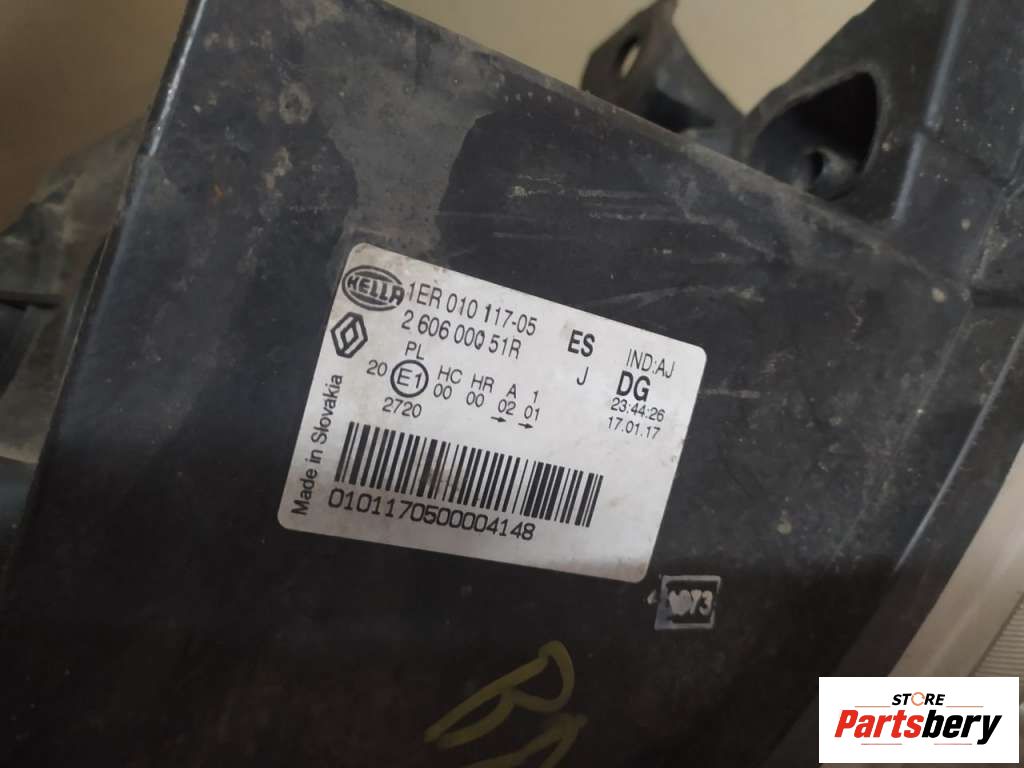 HELLA
1ER 010 117-05
2 606 000 51R
ES
J
IND:AJ
DG
23:44:26
17.01.17
PL
20 E1 HC HR A 1
00 00 02 01
2720
Made in Slovakia
0101170500004148
STORE
Partsbery